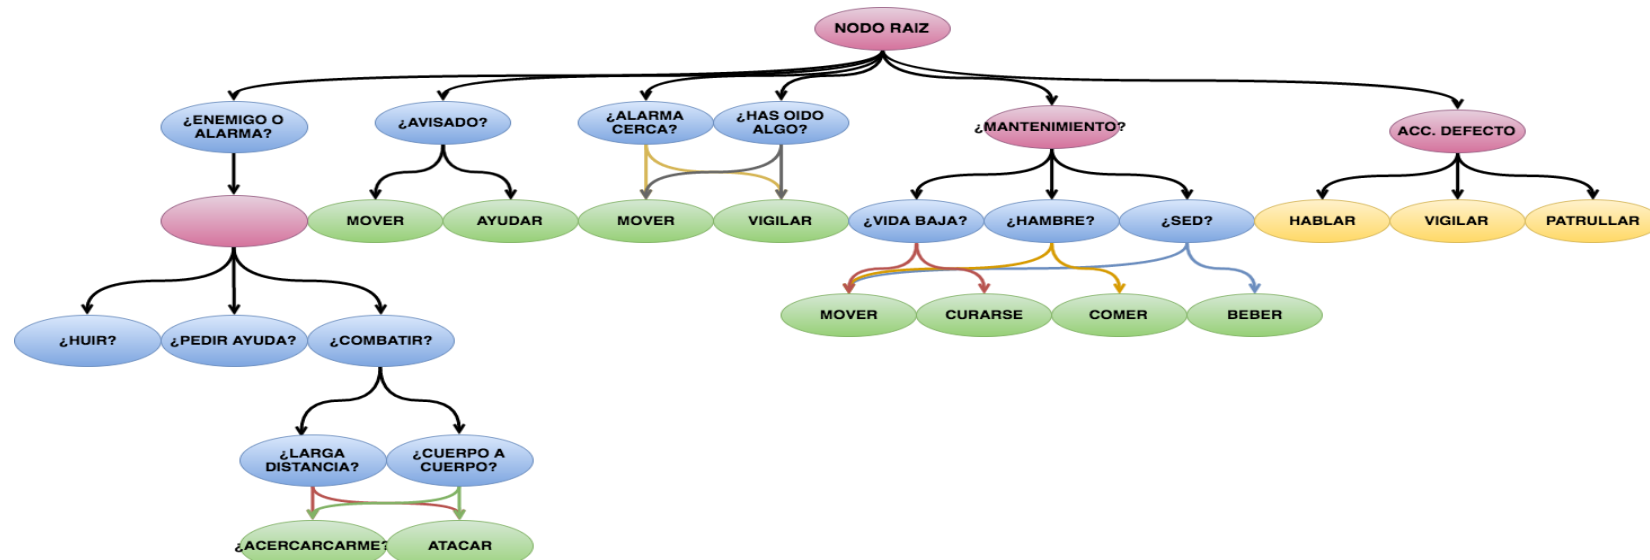 NODO RAIZ
¿ENEMIGO O
ALARMA?
¿AVISADO?
¿ALARMA
CERCA?
¿HAS OIDO
ALGO?
¿MANTENIMIENTO?
ACC. DEFECTO
MOVER
AYUDAR
MOVER
VIGILAR
¿VIDA BAJA?
¿HAMBRE?
¿SED?
HABLAR
VIGILAR
PATRULLAR
MOVER
CURARSE
COMER
BEBER
¿HUIR?
¿PEDIR AYUDA?
¿COMBATIR?
¿LARGA
DISTANCIA?
¿CUERPO A
CUERPO?
¿ACERCARCARME?
ATACAR